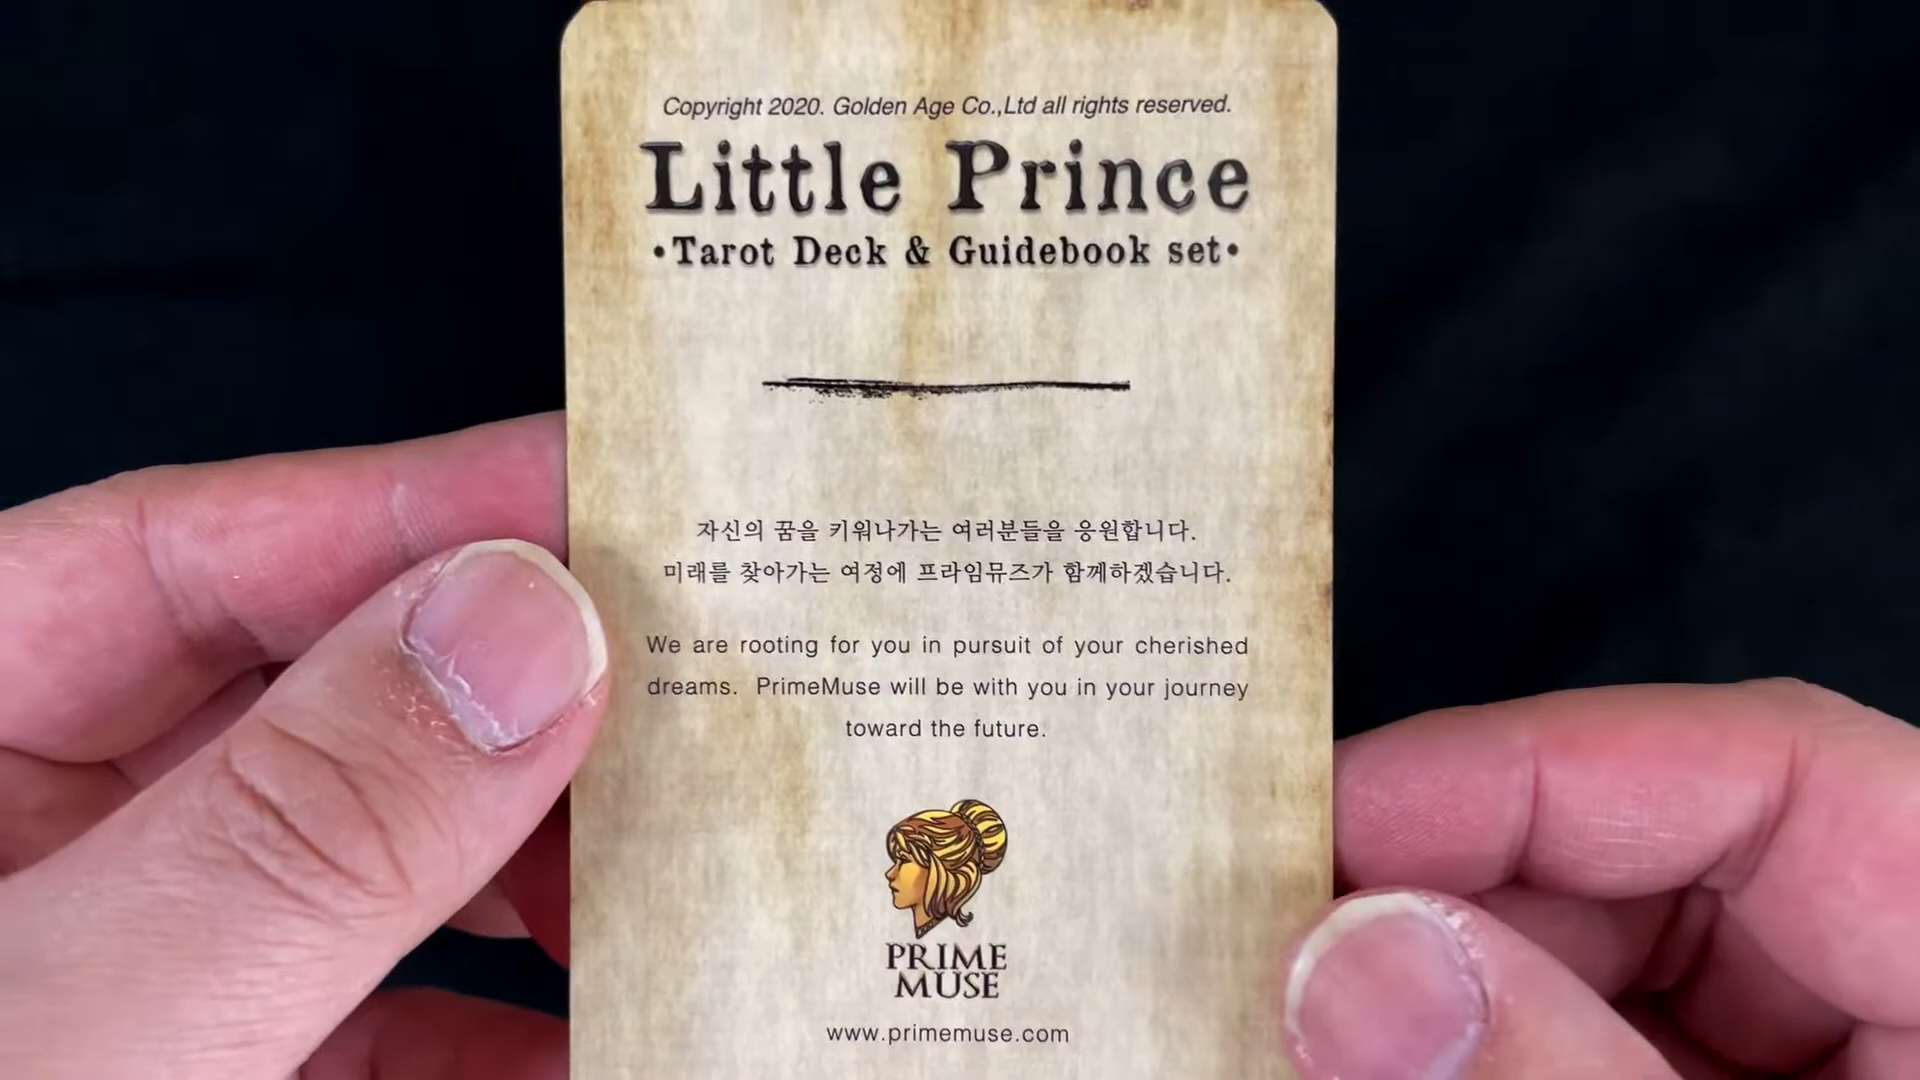 Copyright 2020. Golden Age Co.,Ltd all rights reserved.
Little Prince
•Tarot Deck & Guidebook set•
자신의 꿈을 키워나가는 여러분들을 응원합니다.
미래를 찾아가는 여정에 프라임뮤즈가 함께하겠습니다.
We are rooting for you in pursuit of your cherished
dreams. PrimeMuse will be with you in your journey
toward the future.
PRIME
MUSE
www.primemuse.com